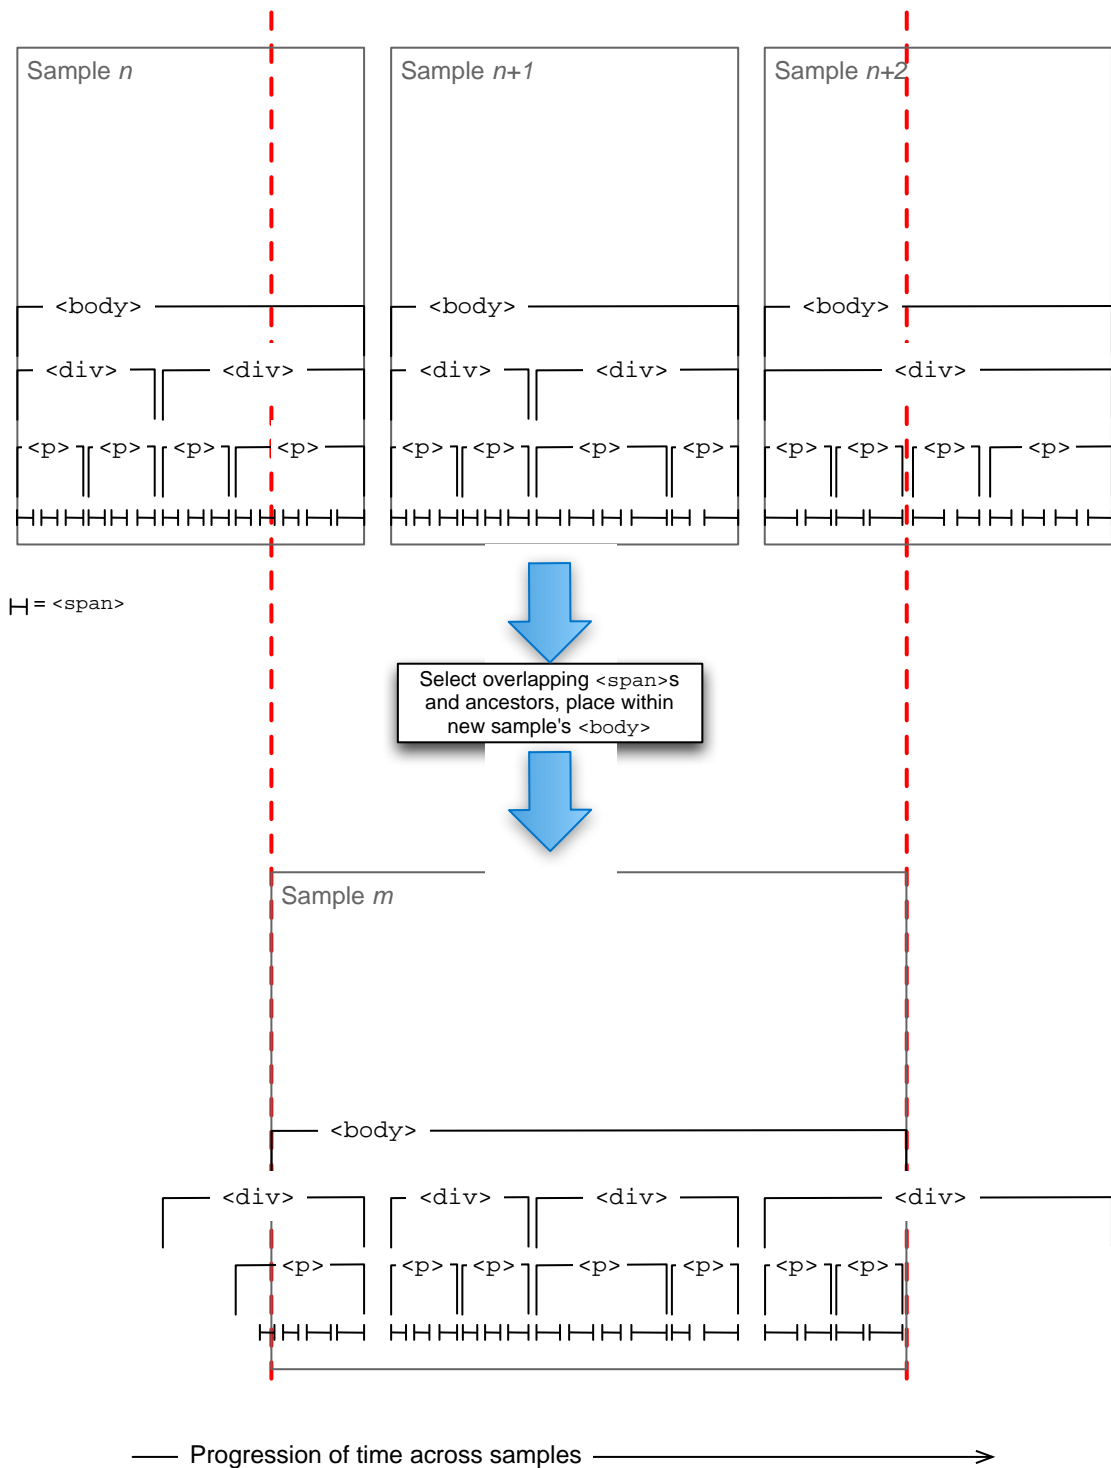 Sample n
Sample n+1
Sample n+2
<body>
<body>
<body>
<div>
<div>
<div>
<div>
<div>
<p>
<p>
<p>
<p>
<p>
<p>
<p>
<p>
<p>
<p>
<p>
<p>
= <span>
Select overlapping <span>s
and ancestors, place within
new sample's <body>
Sample m
<body>
<div>
<div>
<div>
<div>
<p>
<p>
<p>
<p>
<p>
<p>
<p>
Progression of time across samples